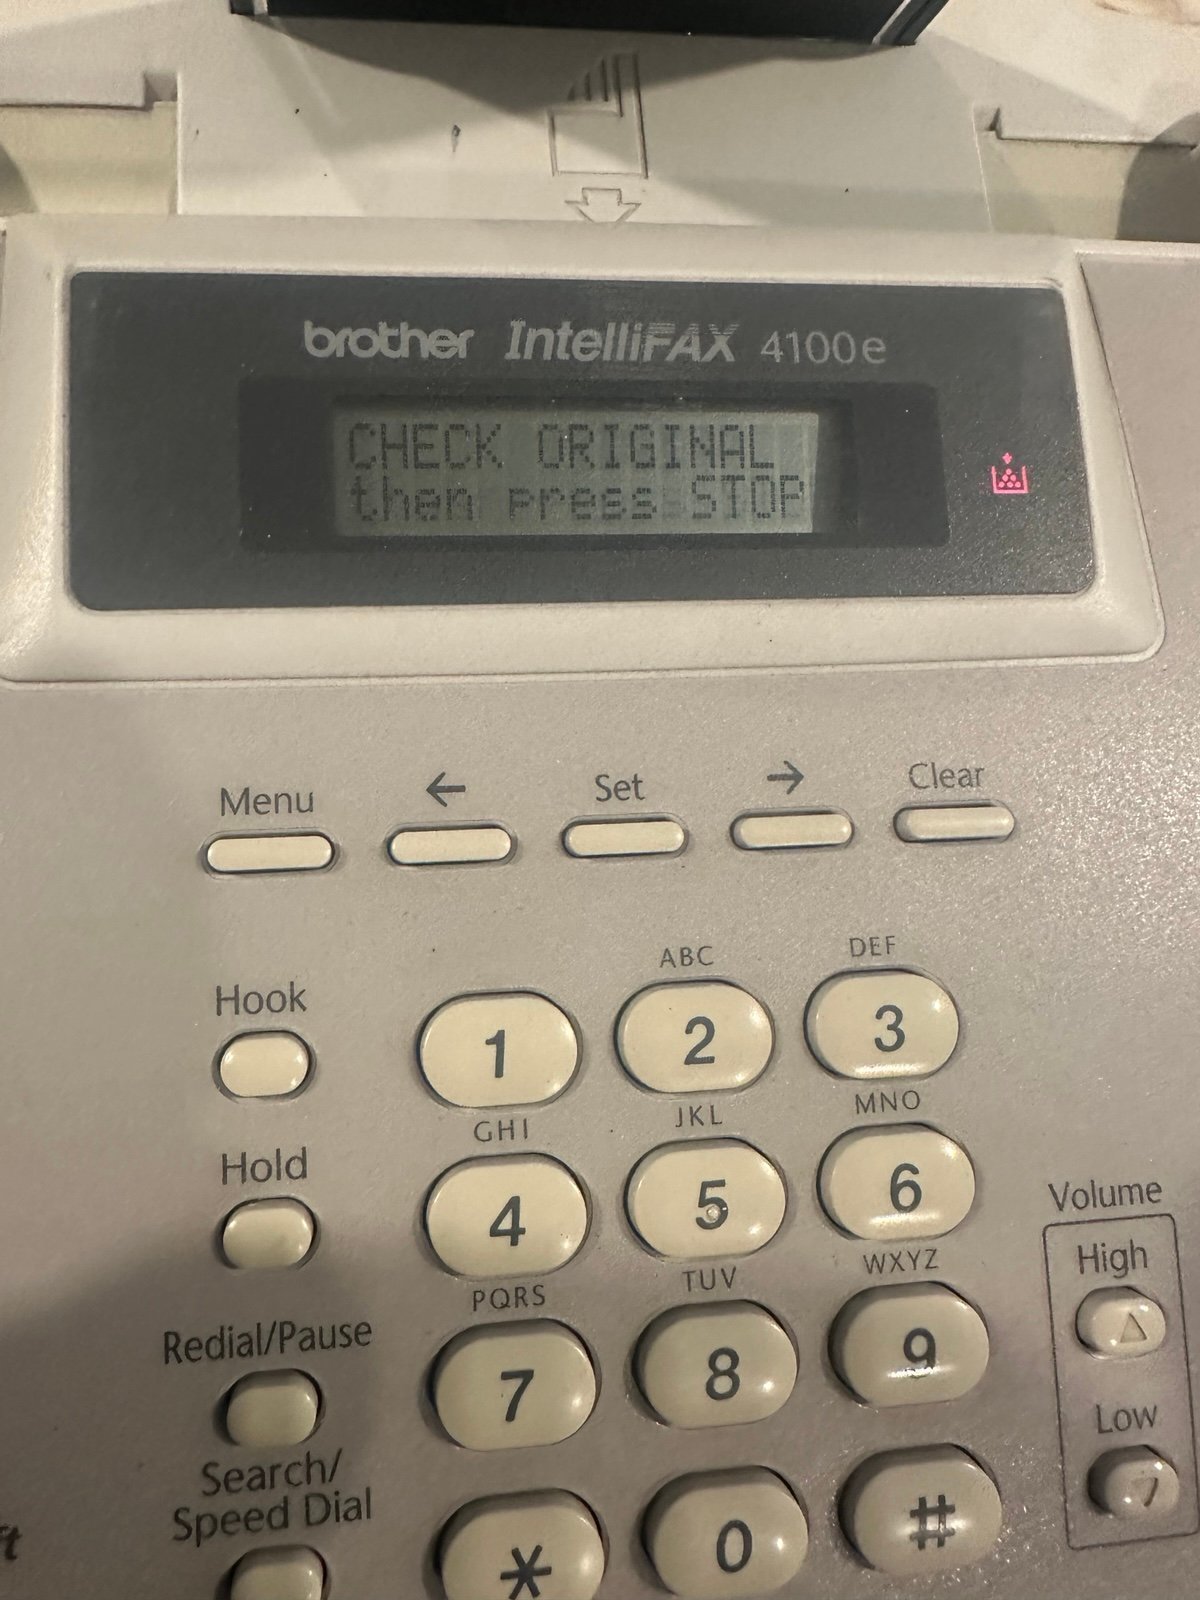 brother IntelliFAX 4100e
CHECK ORIGINAL
then press STOP
Menu ← Set → Clear
Hook
1
ABC
2
DEF
3
Hold
GHI
4
JKL
5
MNO
6
Volume
High
Redial/Pause
PQRS
7
TUV
8
WXYZ
9
Low
Search/
Speed Dial
*
0
#